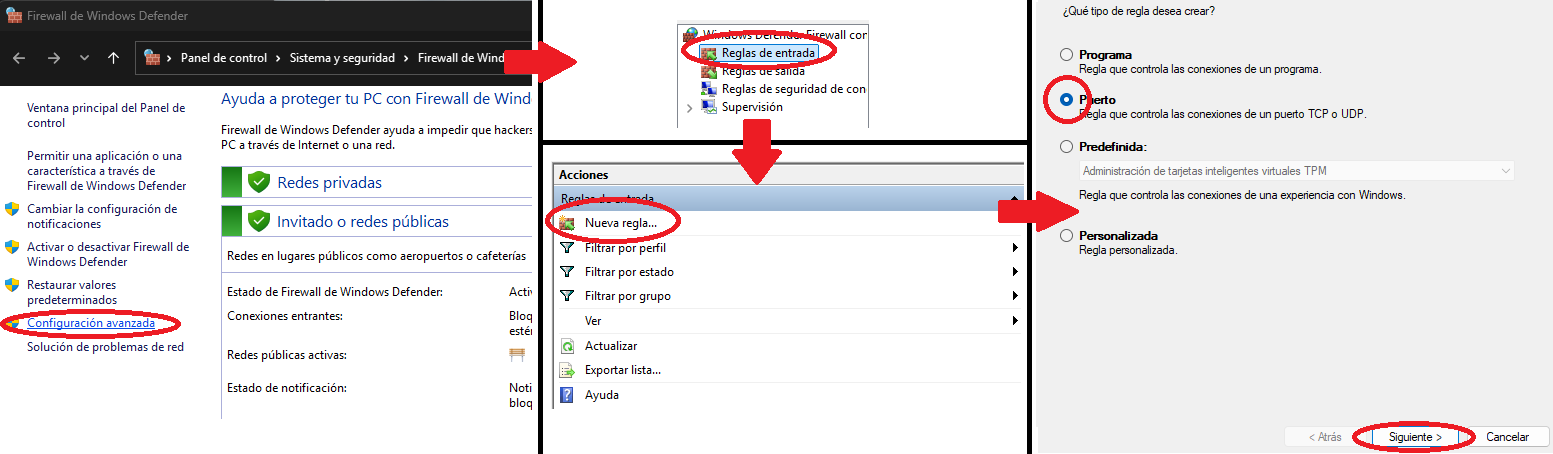 Firewall de Windows Defender
Panel de control > Sistema y seguridad > Firewall de Wind
Ventana principal del Panel de
control
Permitir una aplicación o una
característica a través de
Firewall de Windows Defender
Cambiar la configuración de
notificaciones
Activar o desactivar Firewall de
Windows Defender
Restaurar valores
predeterminados
Configuración avanzada
Solución de problemas de red
Ayuda a proteger tu PC con Firewall de Wind
Firewall de Windows Defender ayuda a impedir que hackers
PC a través de Internet o una red.
Redes privadas
Invitado o redes públicas
Redes en lugares públicos como aeropuertos o cafeterías
Estado de Firewall de Windows Defender: Activ
Conexiones entrantes: Bloq
esté
Redes públicas activas:
Estado de notificación: Noti
bloq
Windows Defender Firewall con
Reglas de entrada
Reglas de salida
Reglas de seguridad de con
Supervisión
Acciones
Reglas de entrada
Nueva regla...
Filtrar por perfil
Filtrar por estado
Filtrar por grupo
Ver
Actualizar
Exportar lista...
Ayuda
¿Qué tipo de regla desea crear?
Programa
Regla que controla las conexiones de un programa.
Puerto
Regla que controla las conexiones de un puerto TCP o UDP.
Predefinida:
Administración de tarjetas inteligentes virtuales TPM
Regla que controla las conexiones de una experiencia con Windows.
Personalizada
Regla personalizada.
< Atrás Siguiente > Cancelar